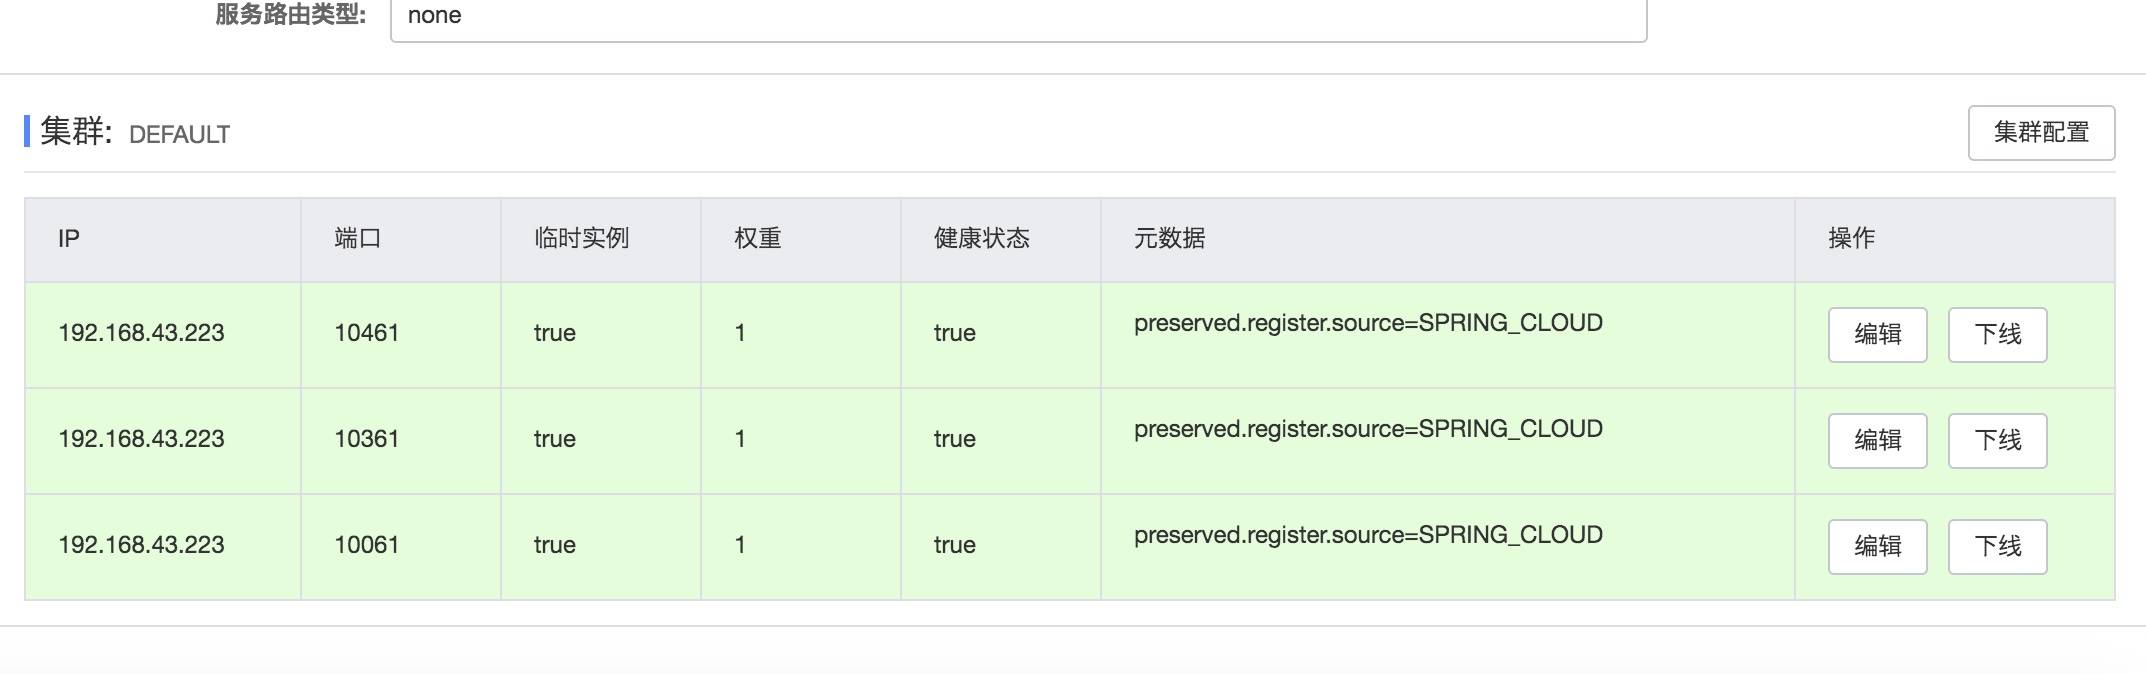 服务路由类型: none
集群: DEFAULT 集群配置
IP 端口 临时实例 权重 健康状态 元数据 操作
192.168.43.223 10461 true 1 true preserved.register.source=SPRING_CLOUD 编辑 下线
192.168.43.223 10361 true 1 true preserved.register.source=SPRING_CLOUD 编辑 下线
192.168.43.223 10061 true 1 true preserved.register.source=SPRING_CLOUD 编辑 下线